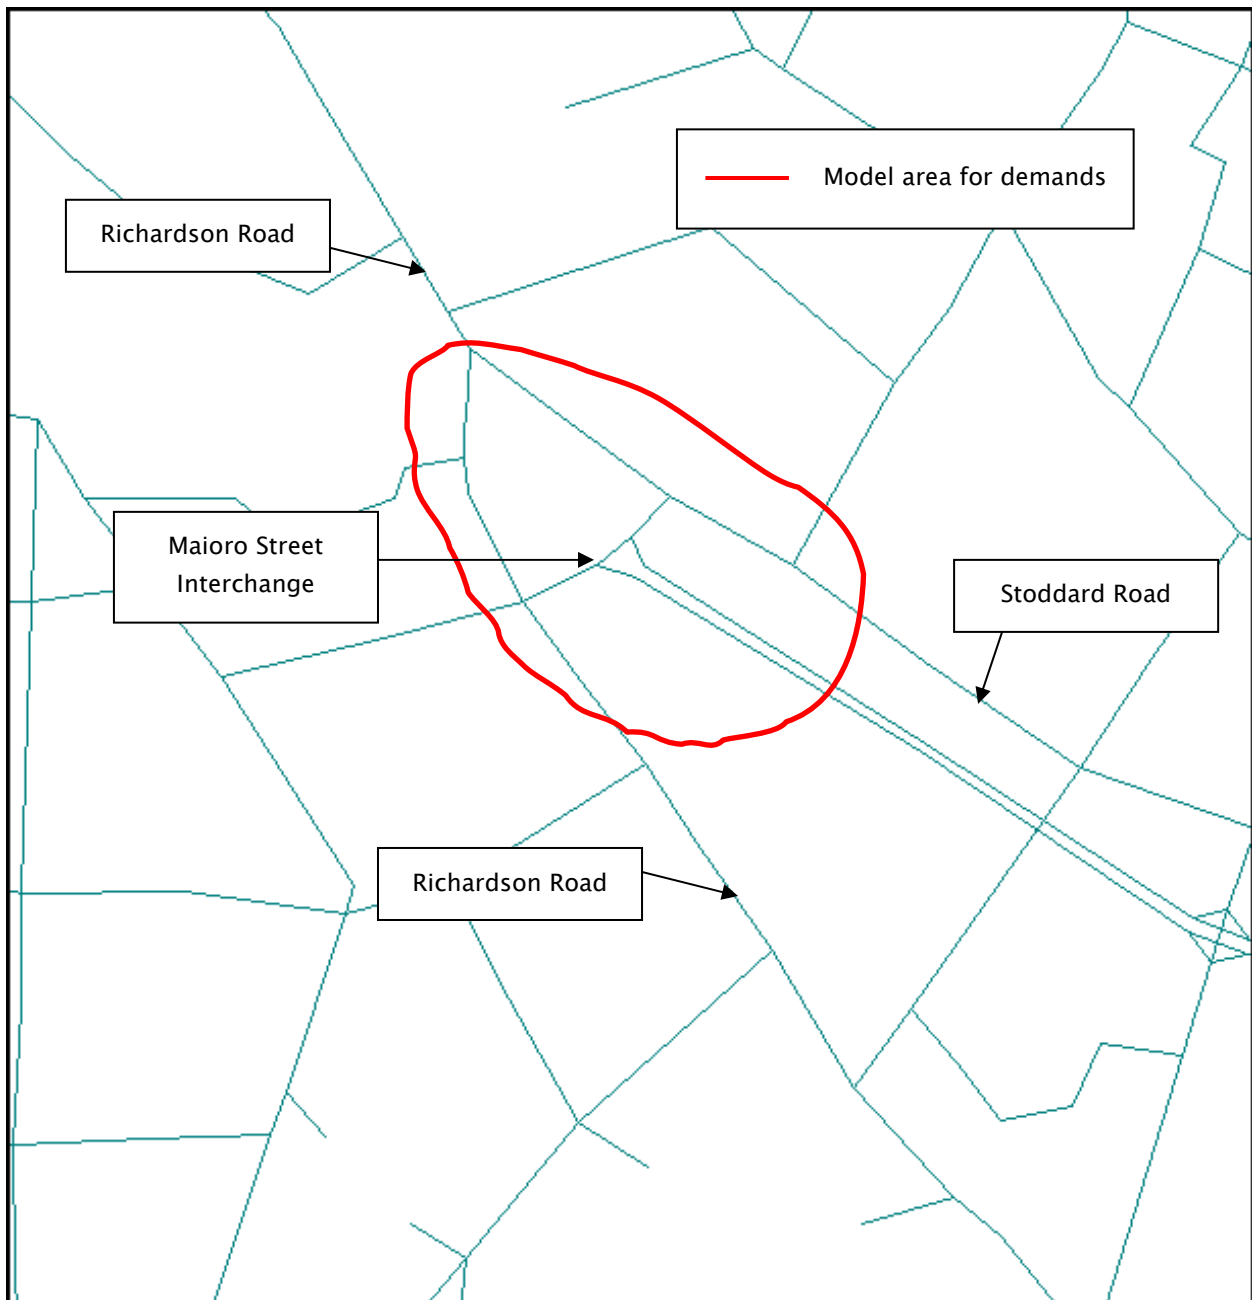 Model area for demands
Richardson Road
Maioro Street
Interchange
Stoddard Road
Richardson Road